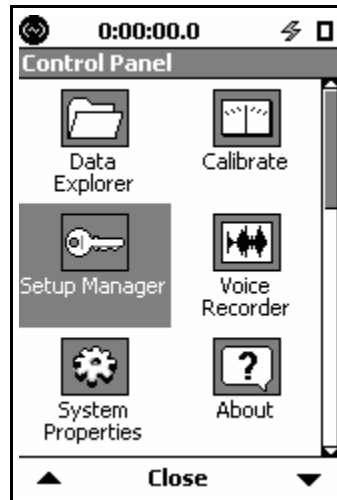 0:00:00.0
Control Panel
Data
Explorer
Calibrate
Setup Manager
Voice
Recorder
System
Properties
?
About
Close